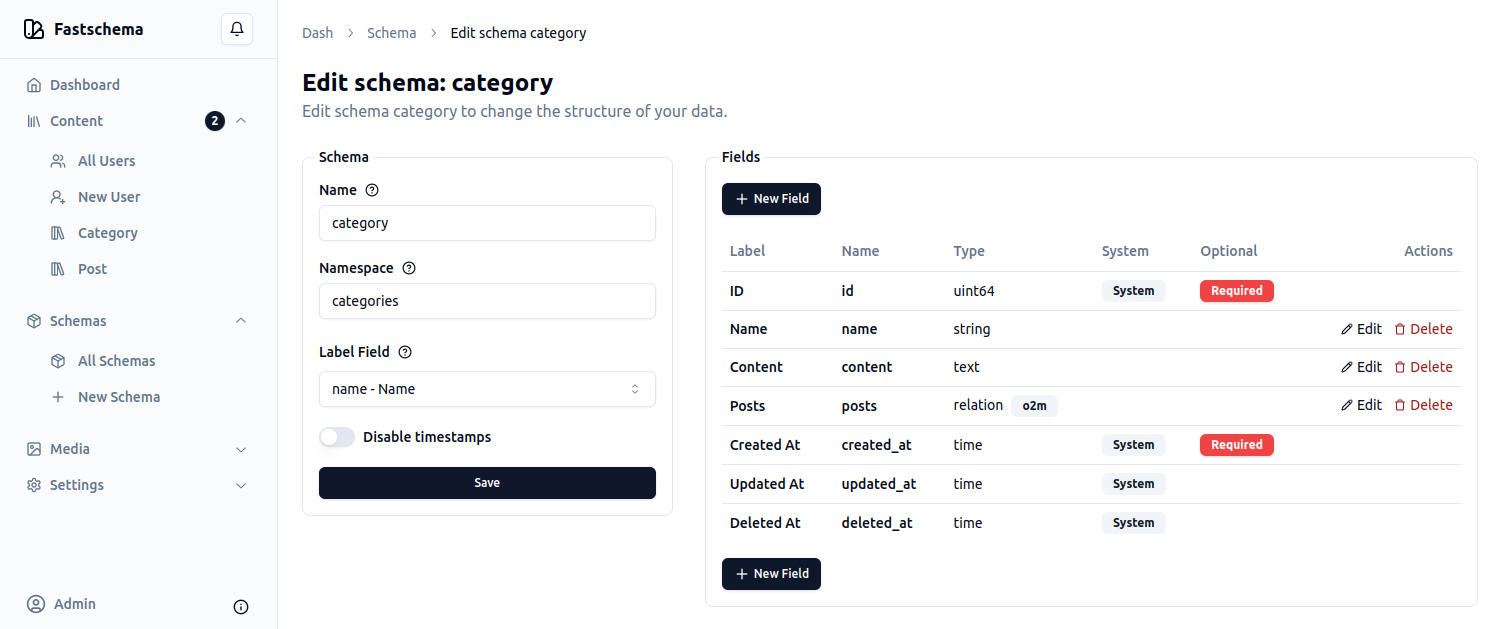 Fastschema
Dashboard
Content 2
All Users
New User
Category
Post
Schemas
All Schemas
New Schema
Media
Settings
Admin
Dash > Schema > Edit schema category
Edit schema: category
Edit schema category to change the structure of your data.
Schema
Name
category
Namespace
categories
Label Field
name - Name
Disable timestamps
Save
Fields
+ New Field
Label Name Type System Optional Actions
ID id uint64 System Required
Name name string Edit Delete
Content content text Edit Delete
Posts posts relation o2m Edit Delete
Created At created_at time System Required
Updated At updated_at time System
Deleted At deleted_at time System
+ New Field